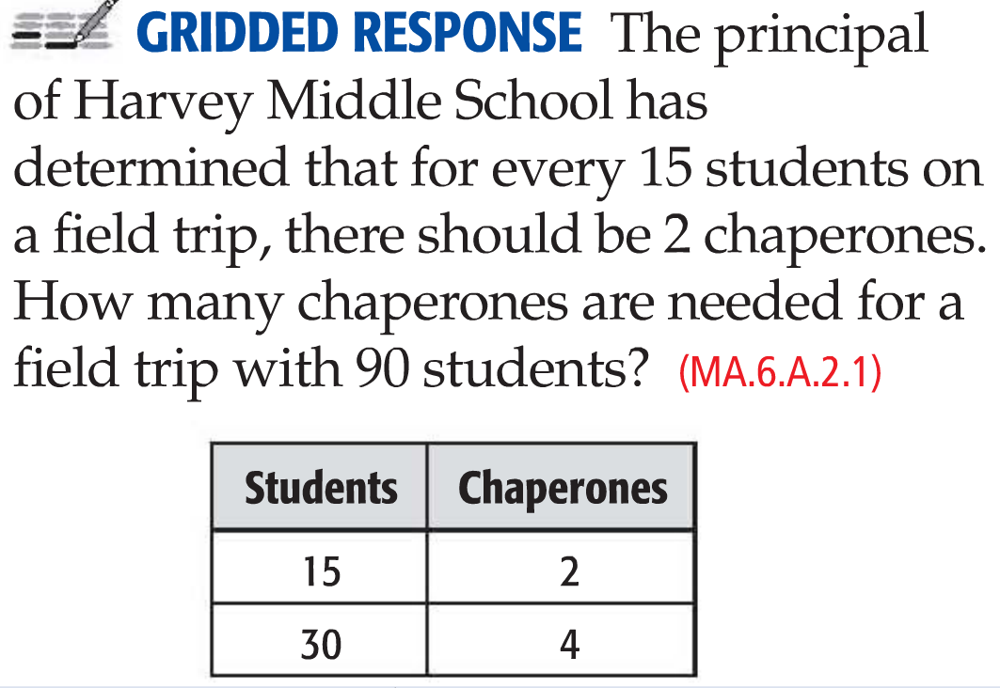 GRIDDED RESPONSE The principal
of Harvey Middle School has
determined that for every 15 students on
a field trip, there should be 2 chaperones.
How many chaperones are needed for a
field trip with 90 students? (MA.6.A.2.1)
Students Chaperones
15 2
30 4